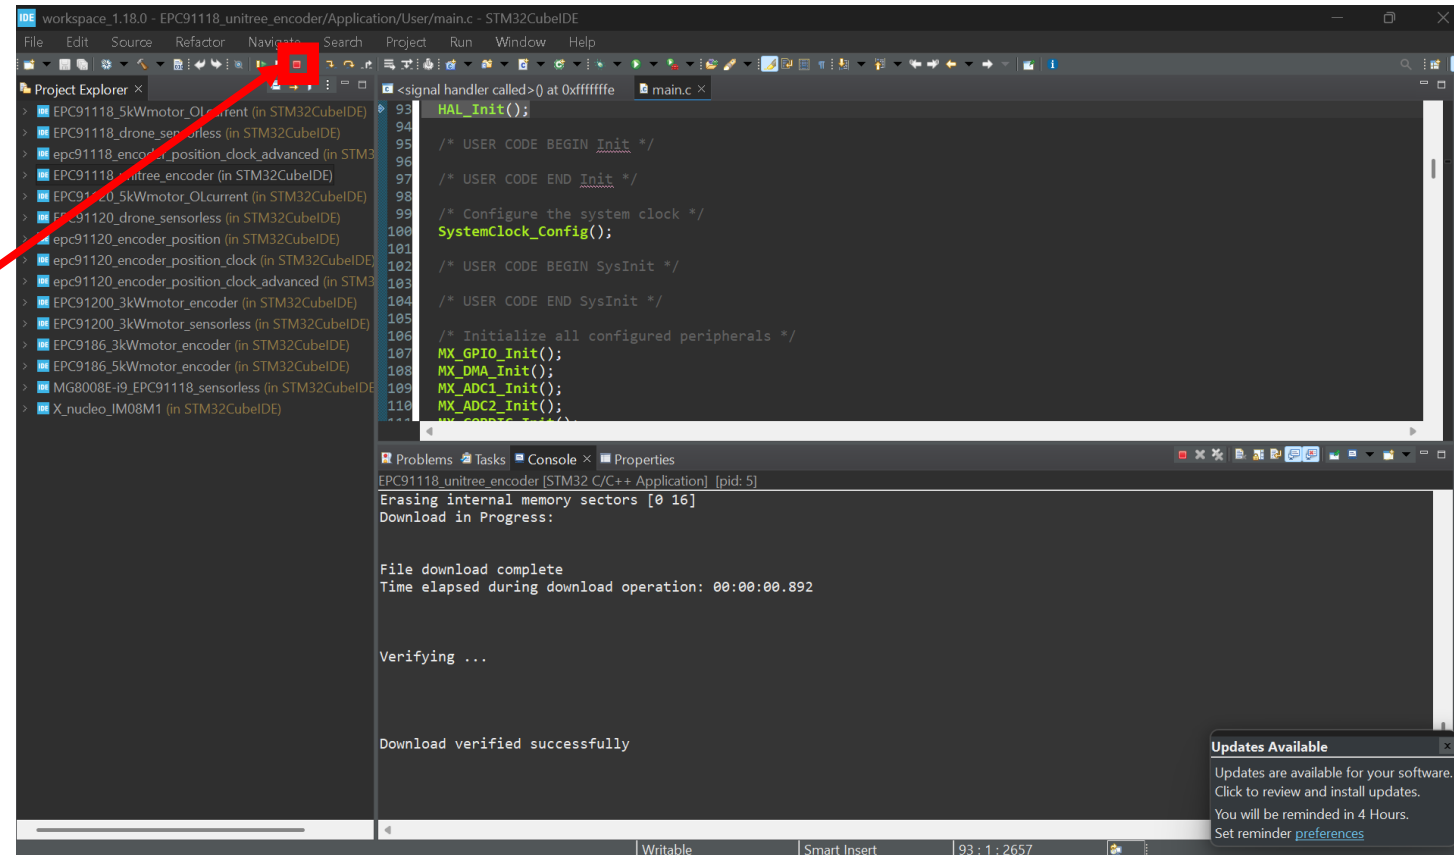 IDE workspace_1.18.0 - EPC91118_unitree_encoder/Application/User/main.c - STM32CubeIDE
File Edit Source Refactor Navigate Search Project Run Window Help
Project Explorer
EPC91118_5kWmotor_OLcurrent (in STM32CubeIDE)
EPC91118_drone_sensorless (in STM32CubeIDE)
epc91118_encoder_position_clock_advanced (in STM3
EPC91118_unitree_encoder (in STM32CubeIDE)
EPC91120_5kWmotor_OLcurrent (in STM32CubeIDE)
EPC91120_drone_sensorless (in STM32CubeIDE)
epc91120_encoder_position (in STM32CubeIDE)
epc91120_encoder_position_clock (in STM32CubeIDE)
epc91120_encoder_position_clock_advanced (in STM3
EPC91200_3kWmotor_encoder (in STM32CubeIDE)
EPC91200_3kWmotor_sensorless (in STM32CubeIDE)
EPC9186_3kWmotor_encoder (in STM32CubeIDE)
EPC9186_5kWmotor_encoder (in STM32CubeIDE)
MG8008E-i9_EPC91118_sensorless (in STM32CubeIDE
X_nucleo_IM08M1 (in STM32CubeIDE)
<signal handler called>() at 0xfffffffe main.c
93 HAL_Init();
94
95 /* USER CODE BEGIN Init */
96
97 /* USER CODE END Init */
98
99 /* Configure the system clock */
100 SystemClock_Config();
101
102 /* USER CODE BEGIN SysInit */
103
104 /* USER CODE END SysInit */
105
106 /* Initialize all configured peripherals */
107 MX_GPIO_Init();
108 MX_DMA_Init();
109 MX_ADC1_Init();
110 MX_ADC2_Init();
Problems Tasks Console Properties
EPC91118_unitree_encoder [STM32 C/C++ Application] [pid: 5]
Erasing internal memory sectors [0 16]
Download in Progress:
File download complete
Time elapsed during download operation: 00:00:00.892
Verifying ...
Download verified successfully
Updates Available
Updates are available for your software.
Click to review and install updates.
You will be reminded in 4 Hours.
Set reminder preferences
Writable Smart Insert 93 : 1 : 2657